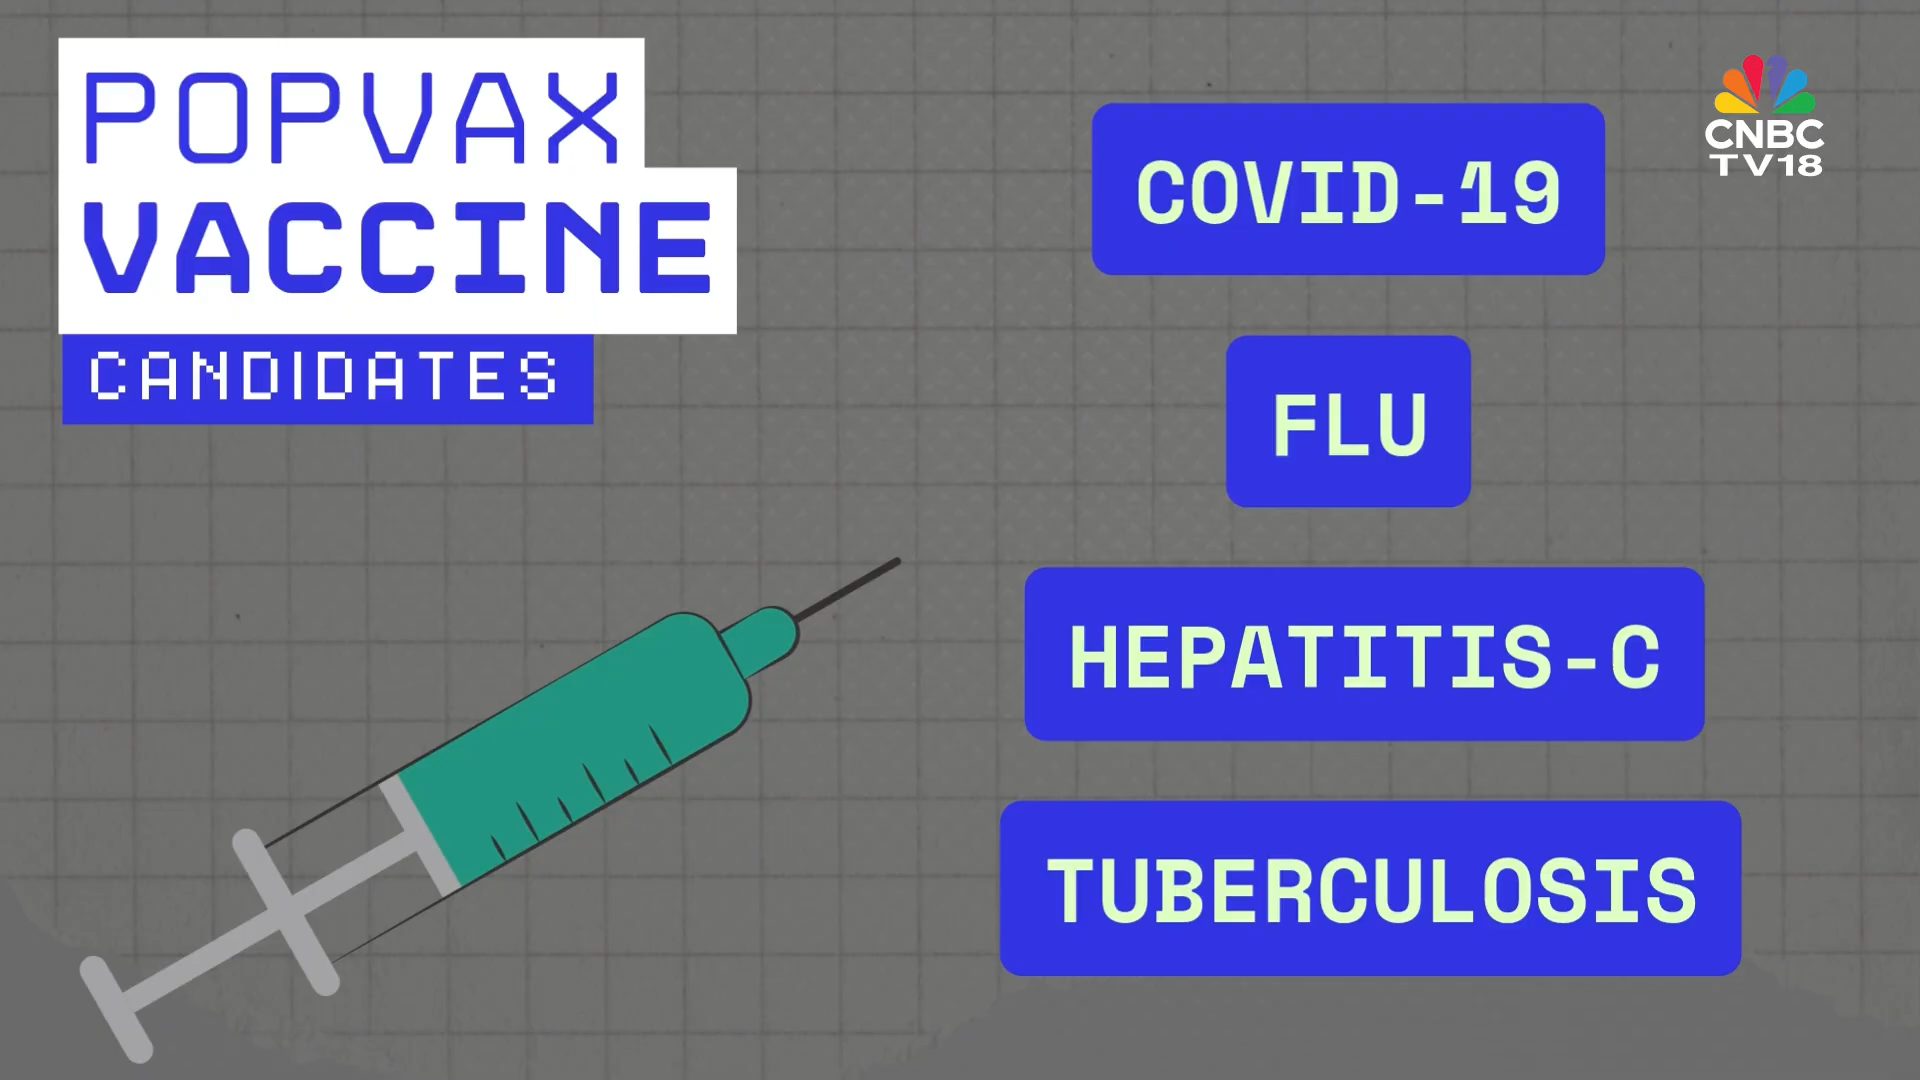 POPVAX
VACCINE
CANDIDATES
COVID-19
FLU
HEPATITIS-C
TUBERCULOSIS
CNBC
TV18